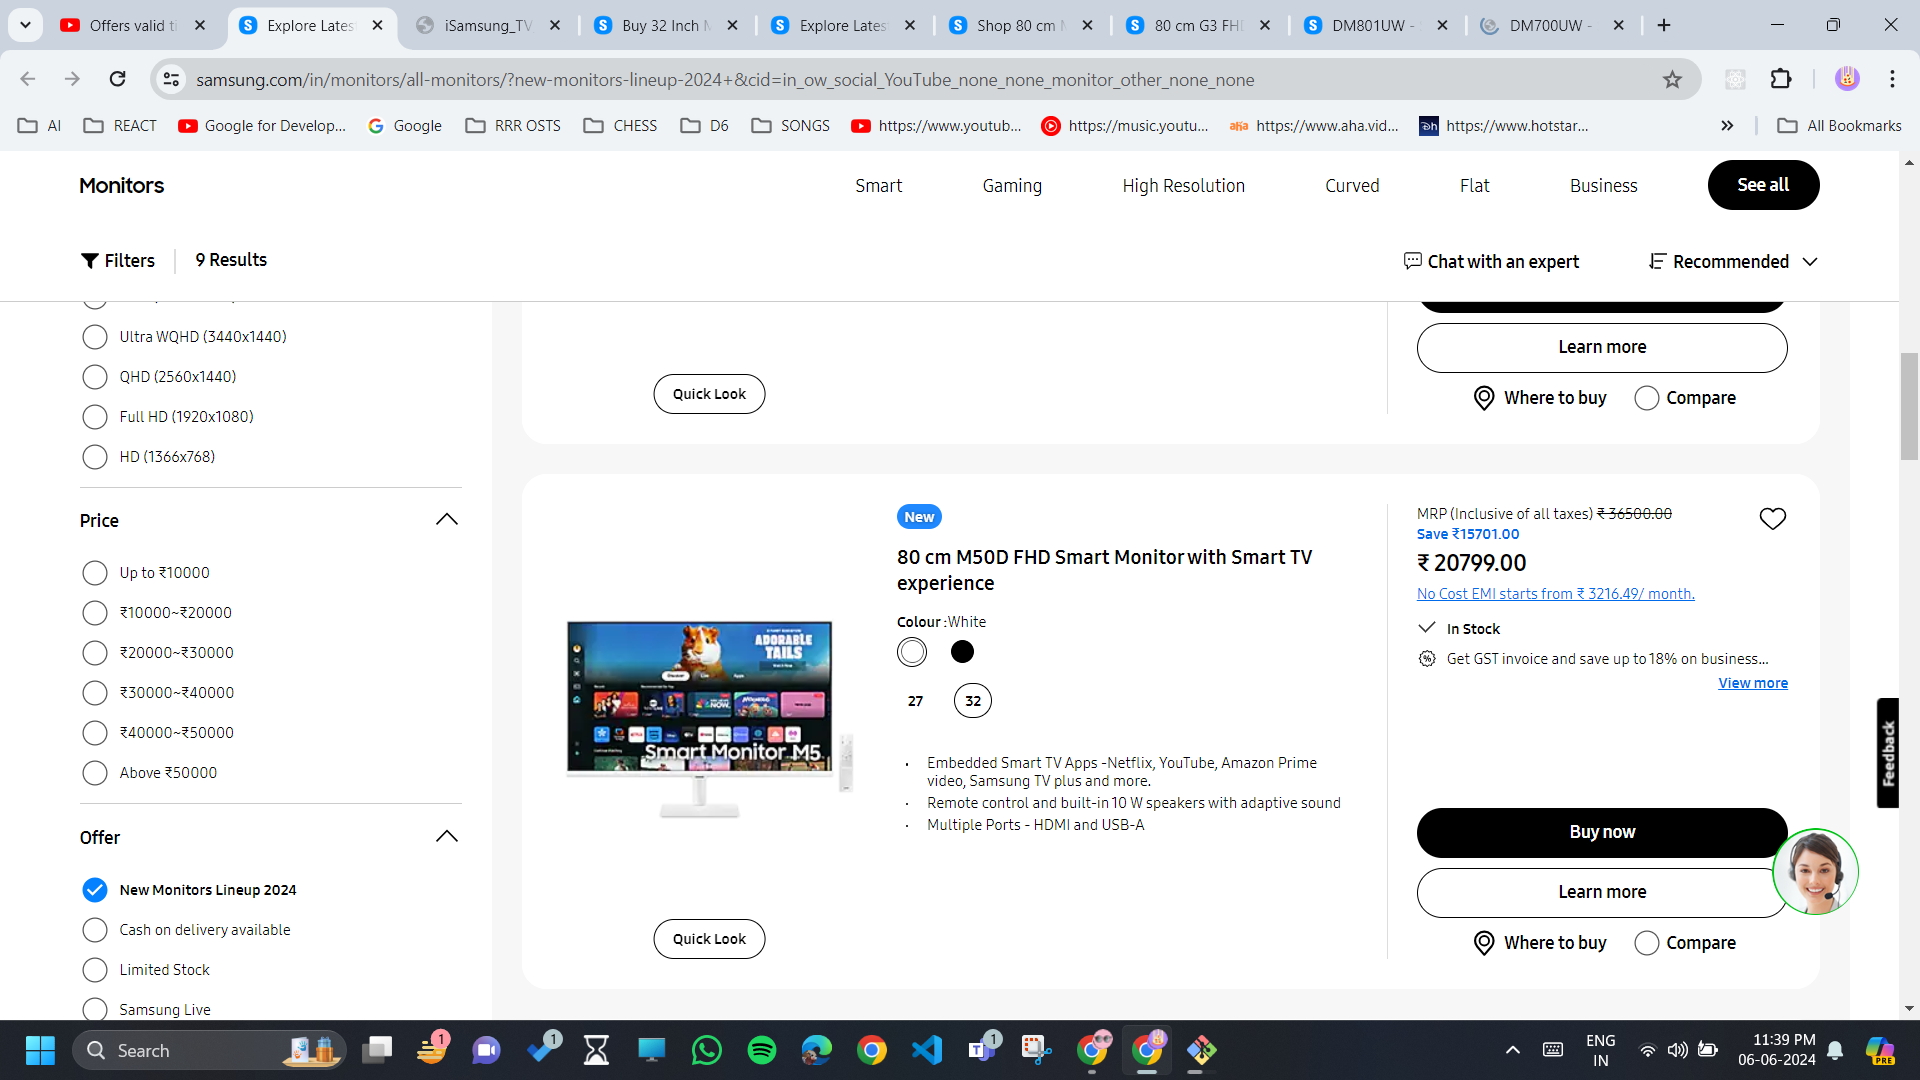 Offers valid ti
Explore Lates
iSamsung_TV
Buy 32 Inch M
Explore Lates
Shop 80 cm M
80 cm G3 FHD
DM801UW -
DM700UW -
samsung.com/in/monitors/all-monitors/?new-monitors-lineup-2024+&cid=in_ow_social_YouTube_none_none_monitor_other_none_none
AI
REACT
Google for Develop...
Google
RRR OSTS
CHESS
D6
SONGS
https://www.youtub...
https://music.youtu...
https://www.aha.vid...
https://www.hotstar...
All Bookmarks
Monitors
Smart
Gaming
High Resolution
Curved
Flat
Business
See all
Filters
9 Results
Chat with an expert
Recommended
Ultra WQHD (3440x1440)
QHD (2560x1440)
Full HD (1920x1080)
HD (1366x768)
Price
Up to ₹10000
₹10000~₹20000
₹20000~₹30000
₹30000~₹40000
₹40000~₹50000
Above ₹50000
Offer
New Monitors Lineup 2024
Cash on delivery available
Limited Stock
Samsung Live
Learn more
Quick Look
Where to buy
Compare
New
80 cm M50D FHD Smart Monitor with Smart TV
experience
Colour :White
27
32
Embedded Smart TV Apps -Netflix, YouTube, Amazon Prime
video, Samsung TV plus and more.
Remote control and built-in 10 W speakers with adaptive sound
Multiple Ports - HDMI and USB-A
ADORABLE
TAILS
Smart Monitor M5
Quick Look
MRP (Inclusive of all taxes) ₹ 36500.00
Save ₹15701.00
₹ 20799.00
No Cost EMI starts from ₹ 3216.49/ month.
In Stock
Get GST invoice and save up to 18% on business...
View more
Feedback
Buy now
Learn more
Where to buy
Compare
Search
1
1
1
ENG
IN
11:39 PM
06-06-2024
PRE